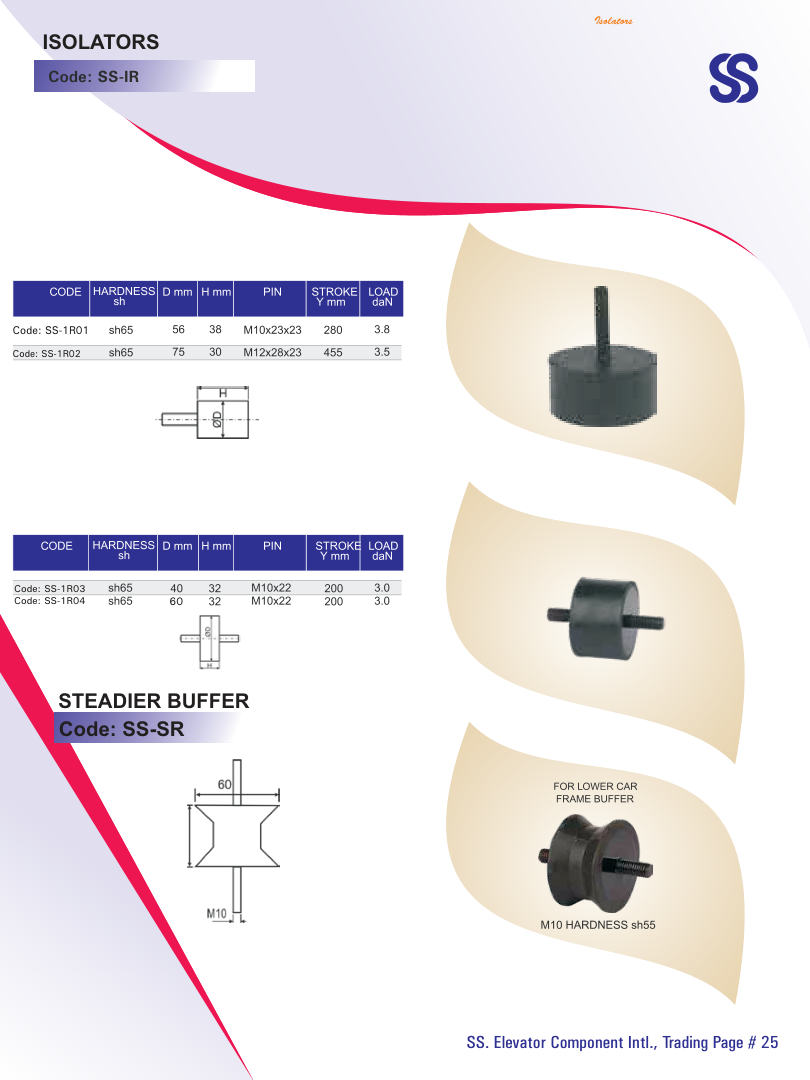 Isolators
ISOLATORS
Code: SS-IR
SS
CODE HARDNESS sh D mm H mm PIN STROKE Y mm LOAD daN
Code: SS-1R01 sh65 56 38 M10x23x23 280 3.8
Code: SS-1R02 sh65 75 30 M12x28x23 455 3.5
H
ØD
CODE HARDNESS sh D mm H mm PIN STROKE Y mm LOAD daN
Code: SS-1R03 sh65 40 32 M10x22 200 3.0
Code: SS-1R04 sh65 60 32 M10x22 200 3.0
ØD
H
STEADIER BUFFER
Code: SS-SR
60
M10
FOR LOWER CAR
FRAME BUFFER
M10 HARDNESS sh55
SS. Elevator Component Intl., Trading Page # 25